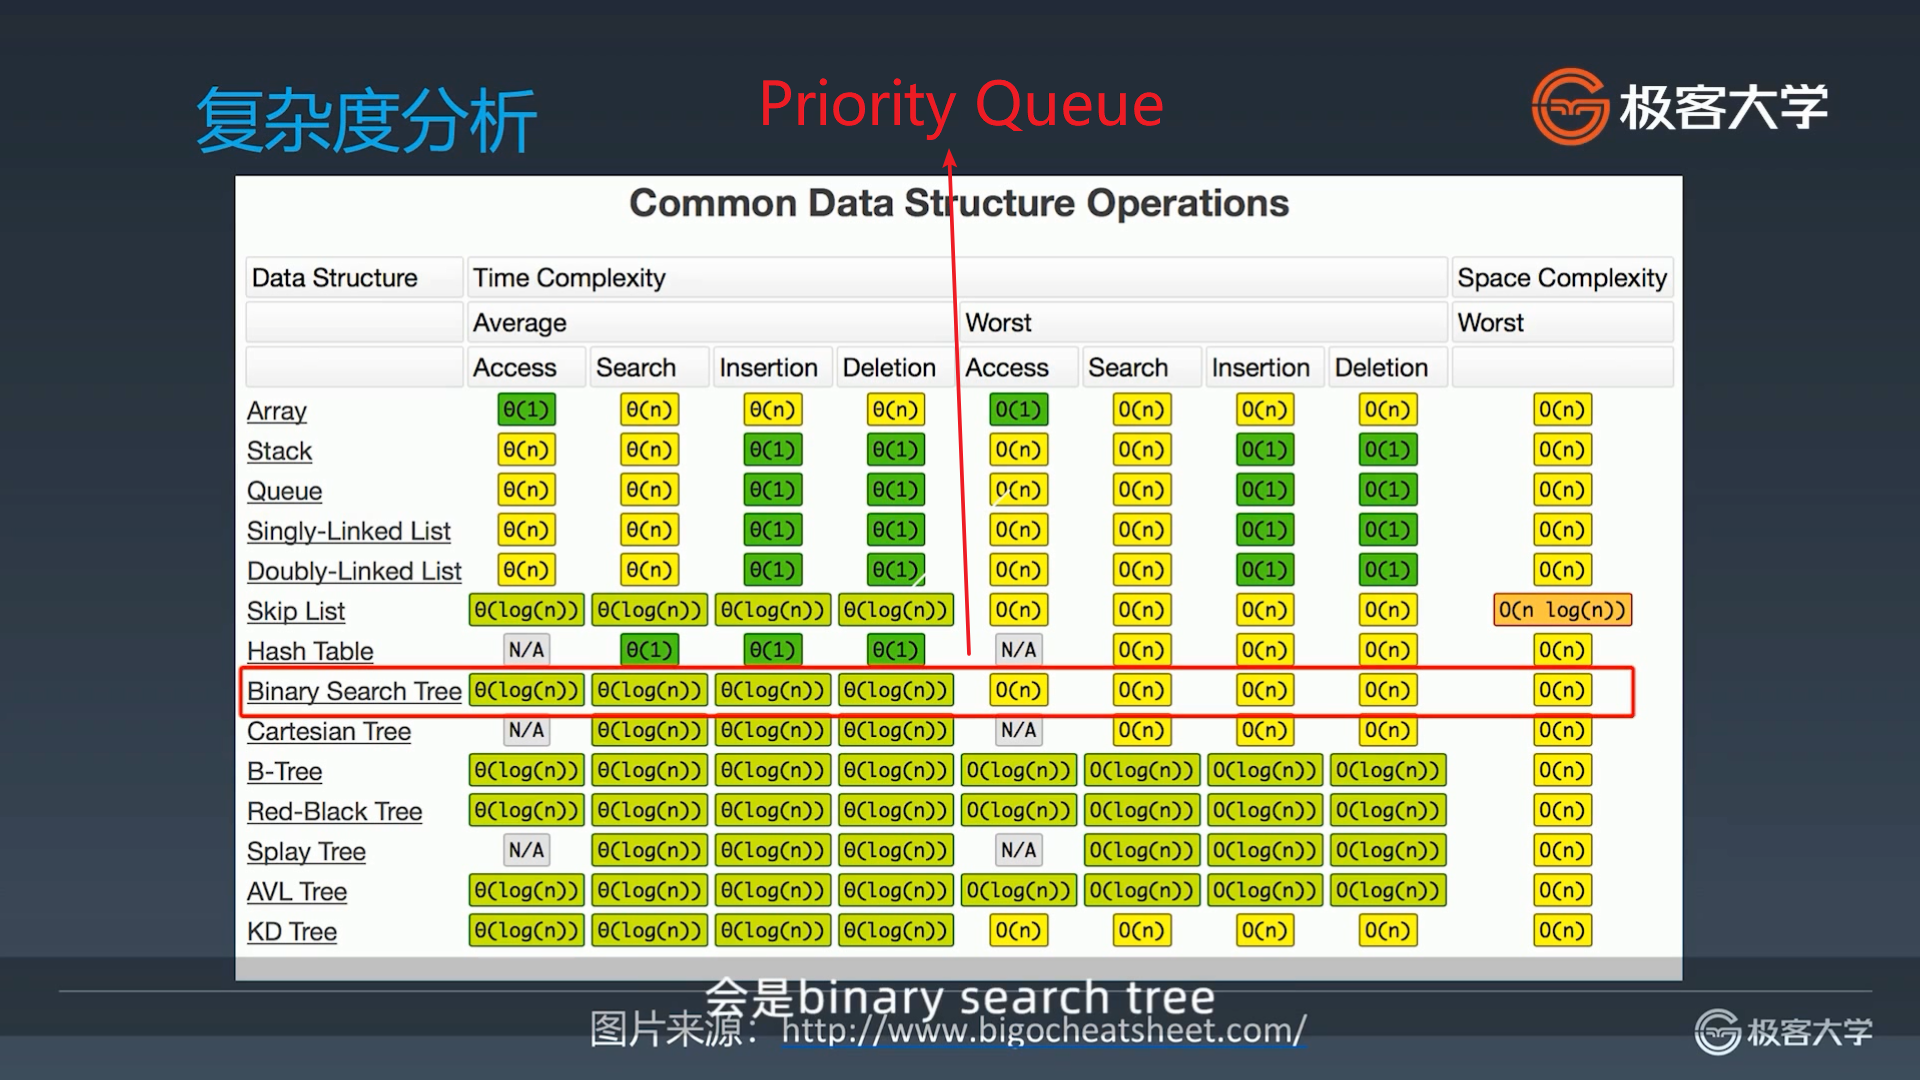 复杂度分析
Priority Queue
极客大学
Common Data Structure Operations
Data Structure Time Complexity Space Complexity
Average Worst Worst
Access Search Insertion Deletion Access Search Insertion Deletion
Array θ(1) θ(n) θ(n) θ(n) O(1) O(n) O(n) O(n) O(n)
Stack θ(n) θ(n) θ(1) θ(1) O(n) O(n) O(1) O(1) O(n)
Queue θ(n) θ(n) θ(1) θ(1) O(n) O(n) O(1) O(1) O(n)
Singly-Linked List θ(n) θ(n) θ(1) θ(1) O(n) O(n) O(1) O(1) O(n)
Doubly-Linked List θ(n) θ(n) θ(1) θ(1) O(n) O(n) O(1) O(1) O(n)
Skip List θ(log(n)) θ(log(n)) θ(log(n)) θ(log(n)) O(n) O(n) O(n) O(n) O(n log(n))
Hash Table N/A θ(1) θ(1) θ(1) N/A O(n) O(n) O(n) O(n)
Binary Search Tree θ(log(n)) θ(log(n)) θ(log(n)) θ(log(n)) O(n) O(n) O(n) O(n) O(n)
Cartesian Tree N/A θ(log(n)) θ(log(n)) θ(log(n)) N/A O(n) O(n) O(n) O(n)
B-Tree θ(log(n)) θ(log(n)) θ(log(n)) θ(log(n)) O(log(n)) O(log(n)) O(log(n)) O(log(n)) O(n)
Red-Black Tree θ(log(n)) θ(log(n)) θ(log(n)) θ(log(n)) O(log(n)) O(log(n)) O(log(n)) O(log(n)) O(n)
Splay Tree N/A θ(log(n)) θ(log(n)) θ(log(n)) N/A O(log(n)) O(log(n)) O(log(n)) O(n)
AVL Tree θ(log(n)) θ(log(n)) θ(log(n)) θ(log(n)) O(log(n)) O(log(n)) O(log(n)) O(log(n)) O(n)
KD Tree θ(log(n)) θ(log(n)) θ(log(n)) θ(log(n)) O(n) O(n) O(n) O(n) O(n)
会是binary search tree
图片来源：http://www.bigocheatsheet.com/
极客大学